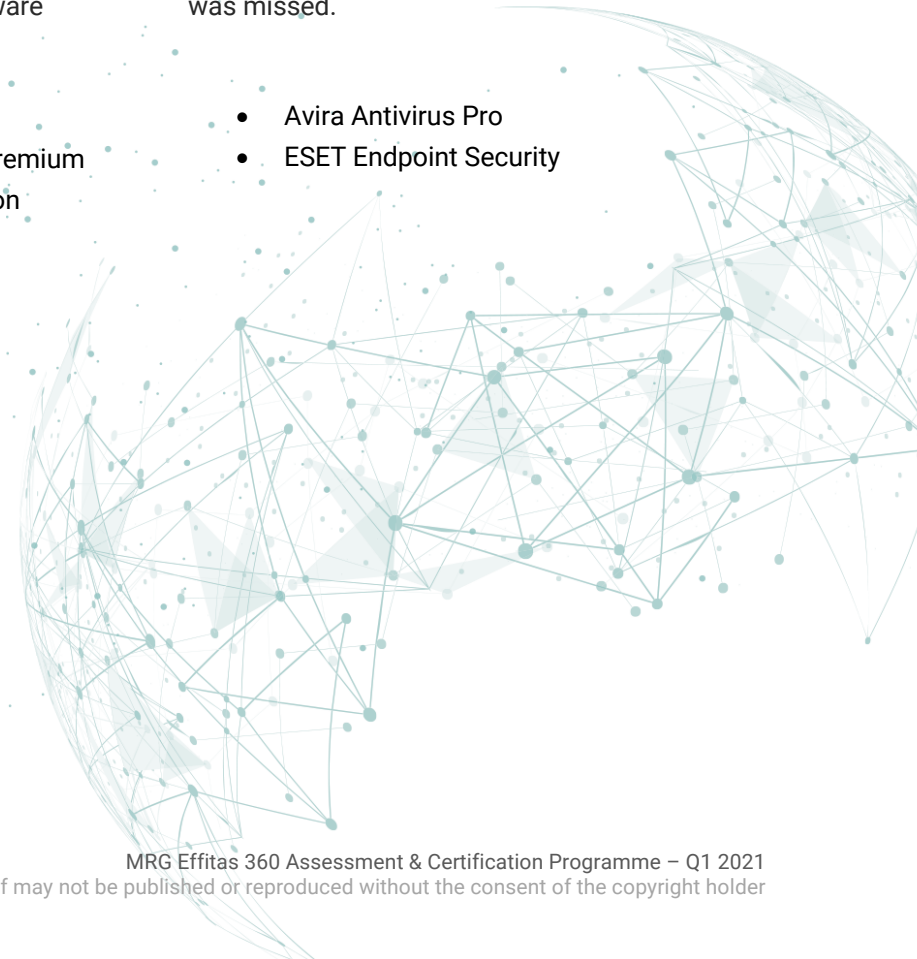 was missed.
• Avira Antivirus Pro
• ESET Endpoint Security
MRG Effitas 360 Assessment & Certification Programme – Q1 2021
may not be published or reproduced without the consent of the copyright holder